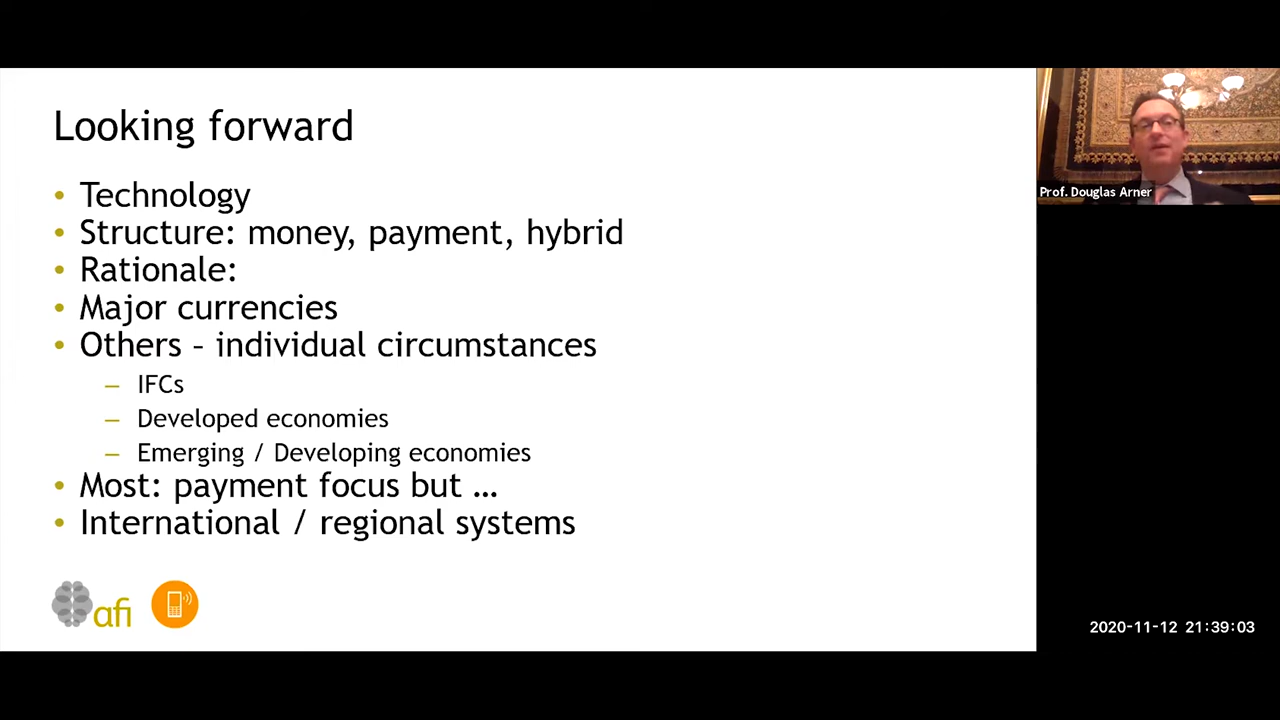 Looking forward
• Technology
• Structure: money, payment, hybrid
• Rationale:
• Major currencies
• Others – individual circumstances
– IFCs
– Developed economies
– Emerging / Developing economies
• Most: payment focus but …
• International / regional systems
afi
Prof. Douglas Arner
2020-11-12 21:39:03